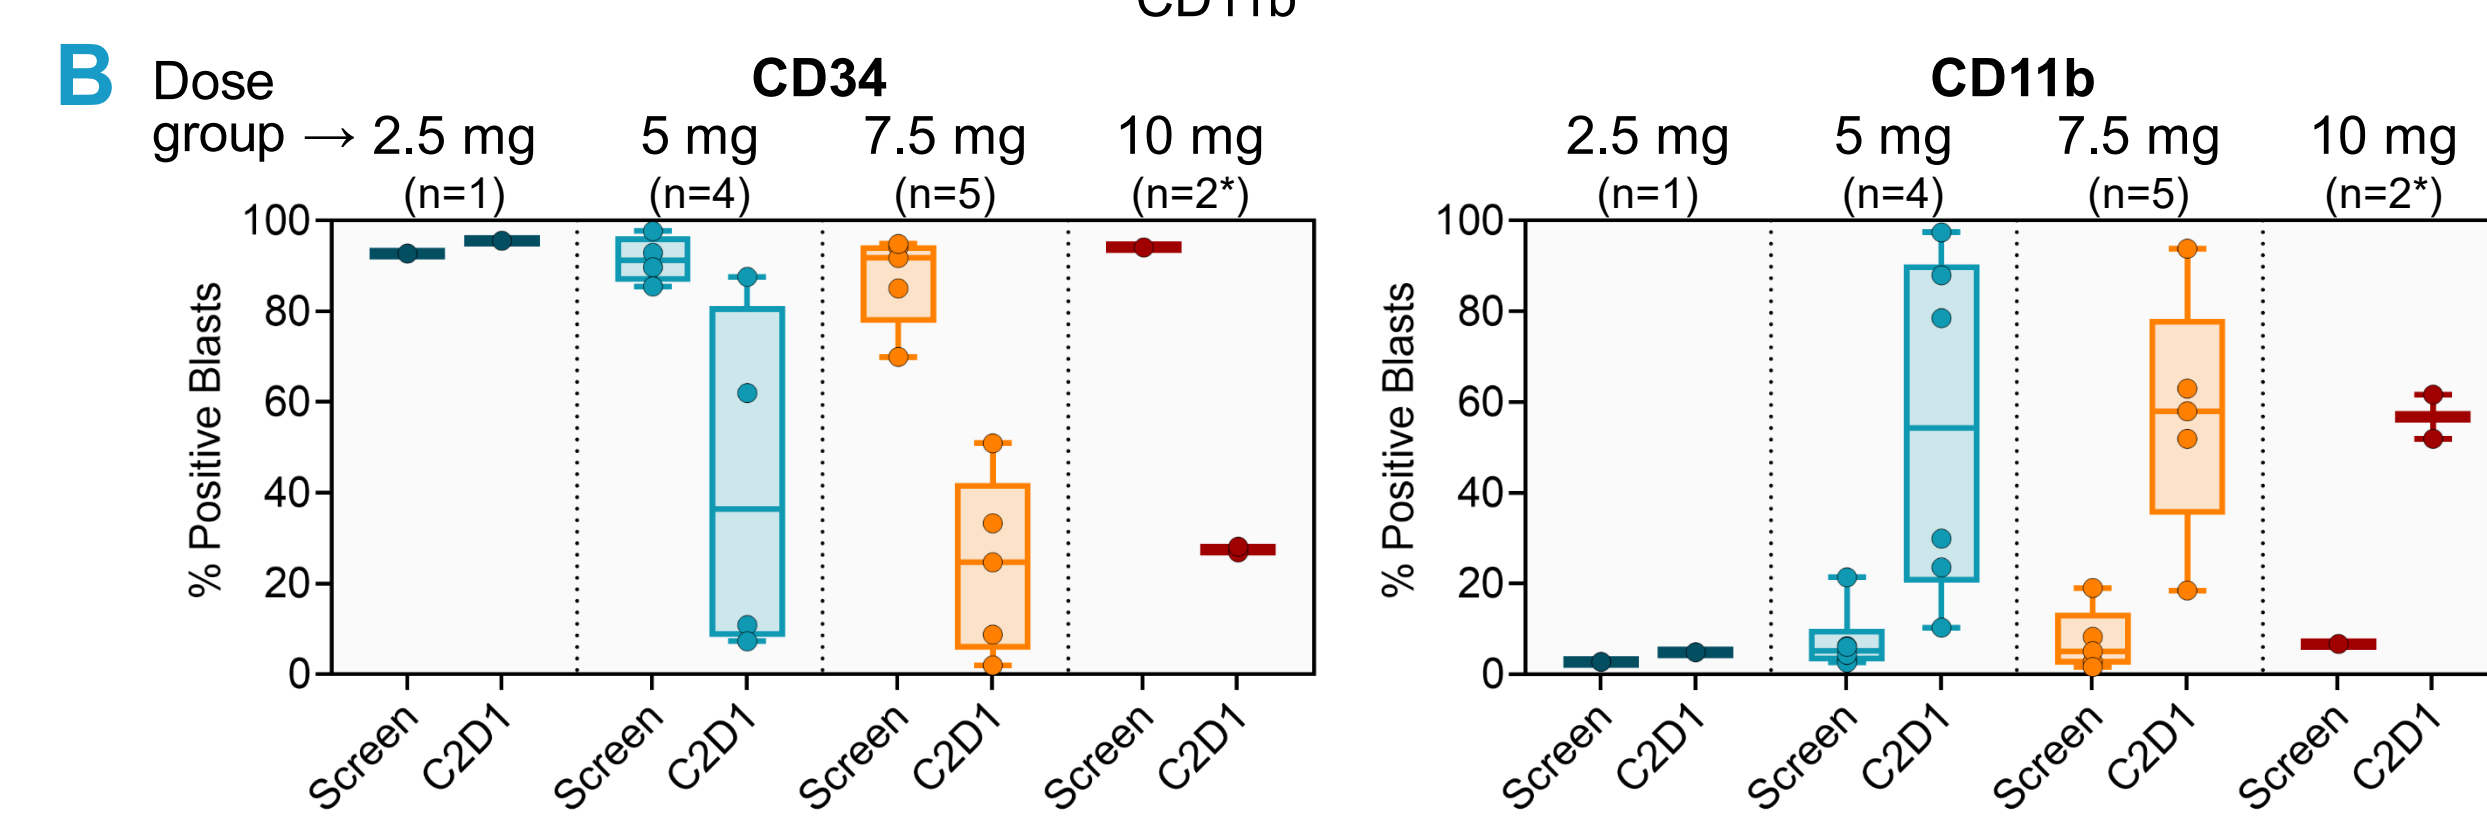 CD11b
B
Dose
group → 2.5 mg 5 mg 7.5 mg 10 mg
(n=1) (n=4) (n=5) (n=2*)
CD34
% Positive Blasts
100
80
60
40
20
0
Screen C2D1 Screen C2D1 Screen C2D1 Screen C2D1
CD11b
2.5 mg 5 mg 7.5 mg 10 mg
(n=1) (n=4) (n=5) (n=2*)
% Positive Blasts
100
80
60
40
20
0
Screen C2D1 Screen C2D1 Screen C2D1 Screen C2D1